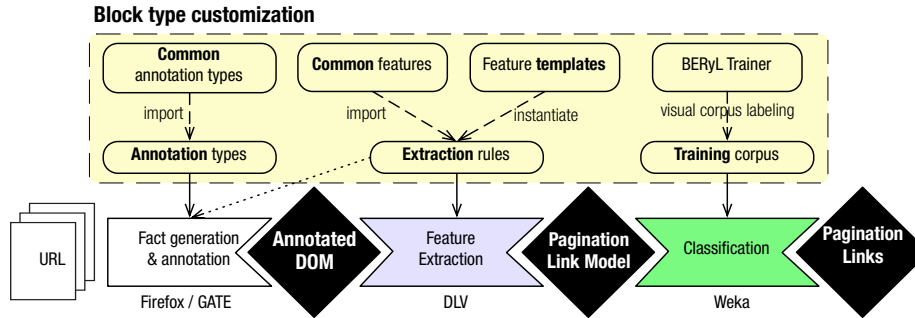 Block type customization
Common
annotation types
Common features
Feature templates
BERyL Trainer
import
import
instantiate
visual corpus labeling
Annotation types
Extraction rules
Training corpus
URL
Fact generation
& annotation
Annotated
DOM
Feature
Extraction
Pagination
Link Model
Classification
Pagination
Links
Firefox / GATE
DLV
Weka